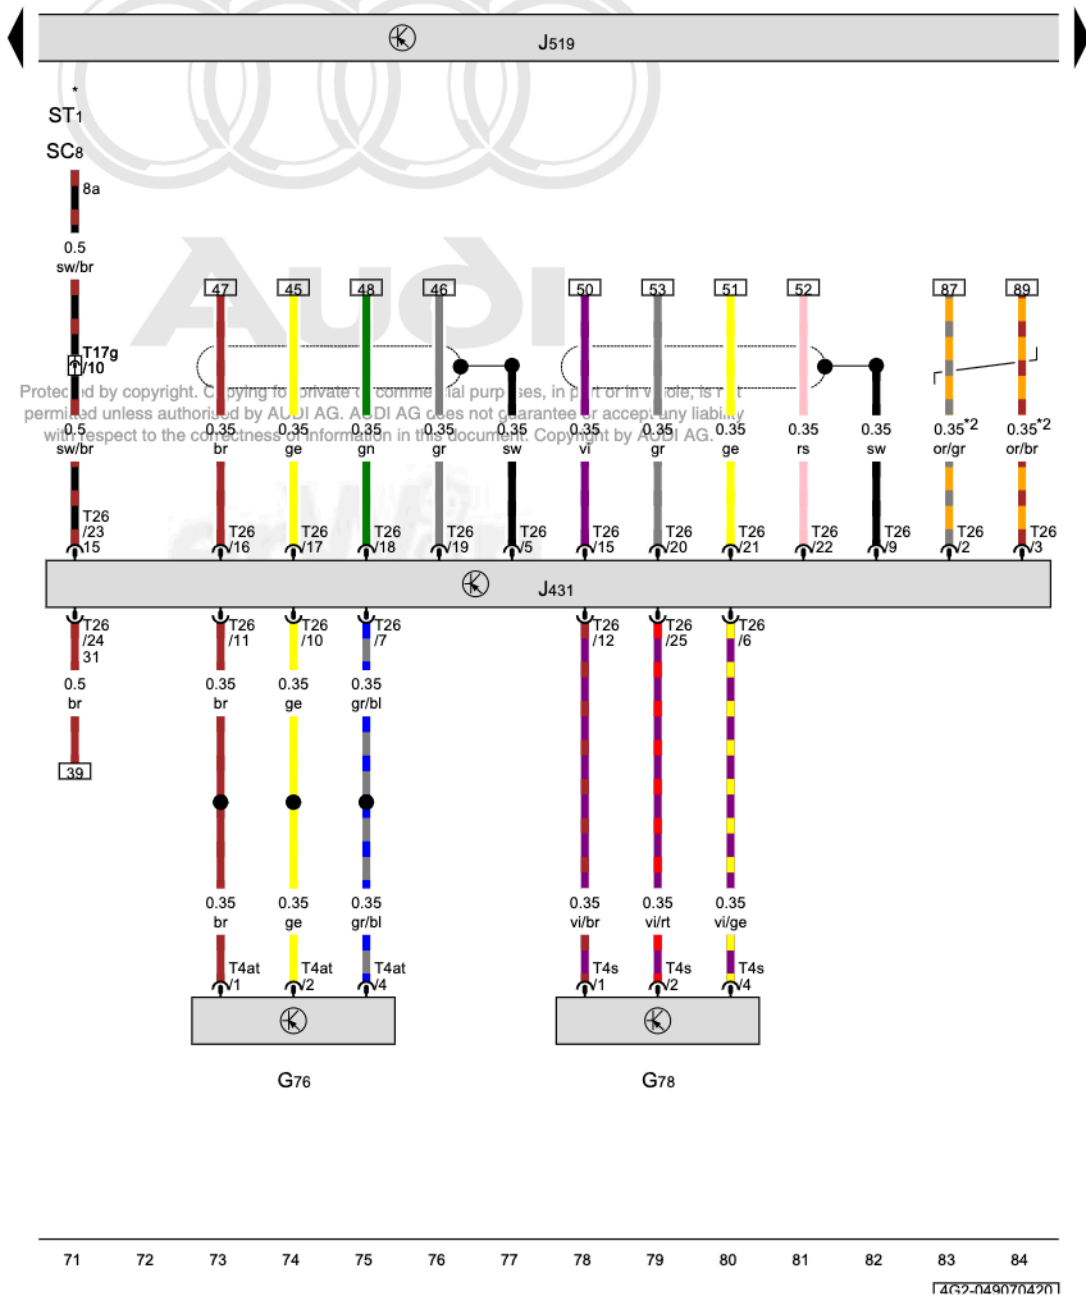 J519
*
ST1
SC8
8a
0.5
sw/br
47 45 48 46 50 53 51 52 87 89
T17g
/10
Audi
Protected by copyright. Copying for private or commercial purposes, in part or in whole, is not
permitted unless authorised by AUDI AG. AUDI AG does not guarantee or accept any liability
with respect to the correctness of information in this document. Copyright by AUDI AG.
0.5 0.35 0.35 0.35 0.35 0.35 0.35 0.35 0.35 0.35 0.35 0.35*2 0.35*2
sw/br br ge gn gr sw vi gr ge rs sw or/gr or/br
T26
/23
15
T26 T26 T26 T26 T26 T26 T26 T26 T26 T26 T26 T26
/16 /17 /18 /19 /5 /15 /20 /21 /22 /9 /2 /3
J431
T26 T26 T26 T26 T26 T26 T26
/24 /11 /10 /7 /12 /25 /6
31
0.5 0.35 0.35 0.35
br br ge gr/bl
39
0.35 0.35 0.35 0.35 0.35 0.35
br ge gr/bl vi/br vi/rt vi/ge
T4at T4at T4at T4s T4s T4s
/1 /2 /4 /1 /2 /4
G76 G78
71 72 73 74 75 76 77 78 79 80 81 82 83 84
4G2-049070420